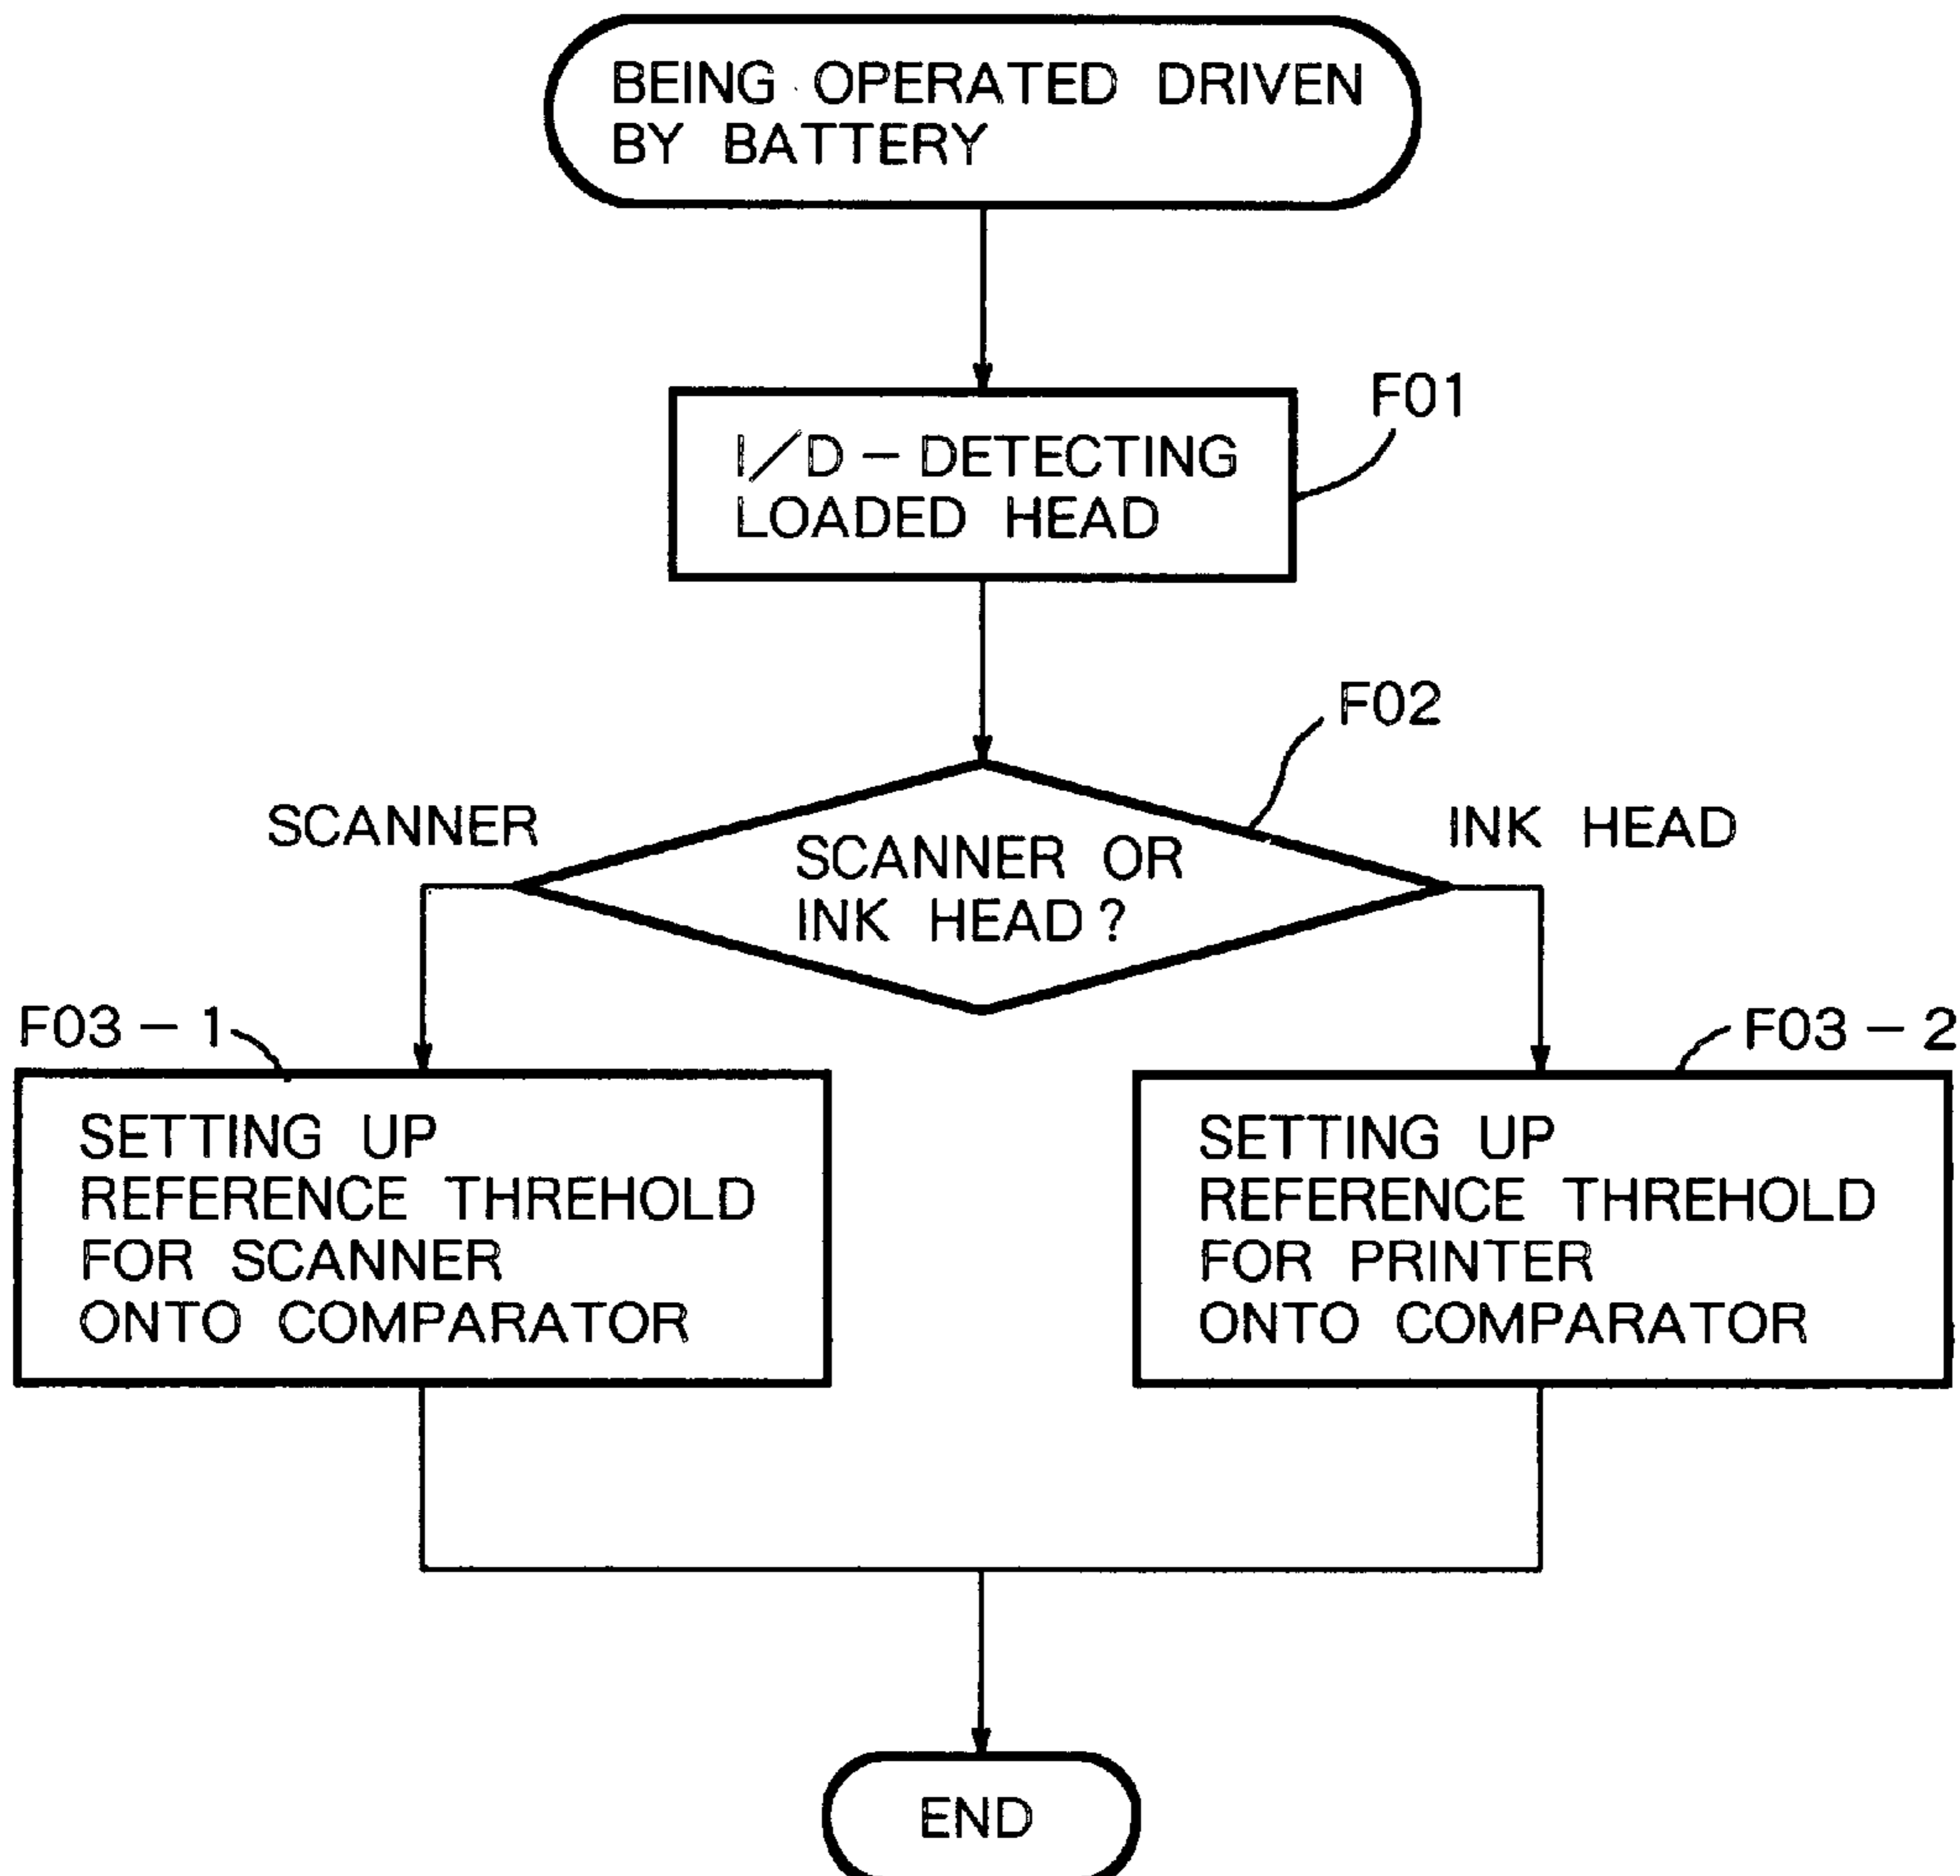 BEING OPERATED DRIVEN
BY BATTERY
F01
I/D-DETECTING
LOADED HEAD
F02
SCANNER
INK HEAD
SCANNER OR
INK HEAD?
F03-1
F03-2
SETTING UP
REFERENCE THREHOLD
FOR SCANNER
ONTO COMPARATOR
SETTING UP
REFERENCE THREHOLD
FOR PRINTER
ONTO COMPARATOR
END